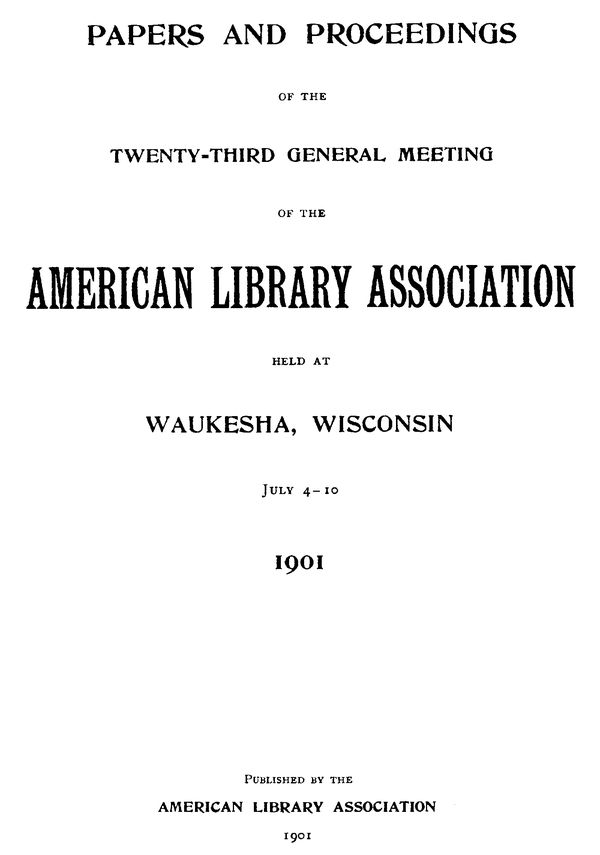 PAPERS AND PROCEEDINGS
OF THE
TWENTY-THIRD GENERAL MEETING
OF THE
AMERICAN LIBRARY ASSOCIATION
HELD AT
WAUKESHA, WISCONSIN
JULY 4–10
1901
PUBLISHED BY THE
AMERICAN LIBRARY ASSOCIATION
1901